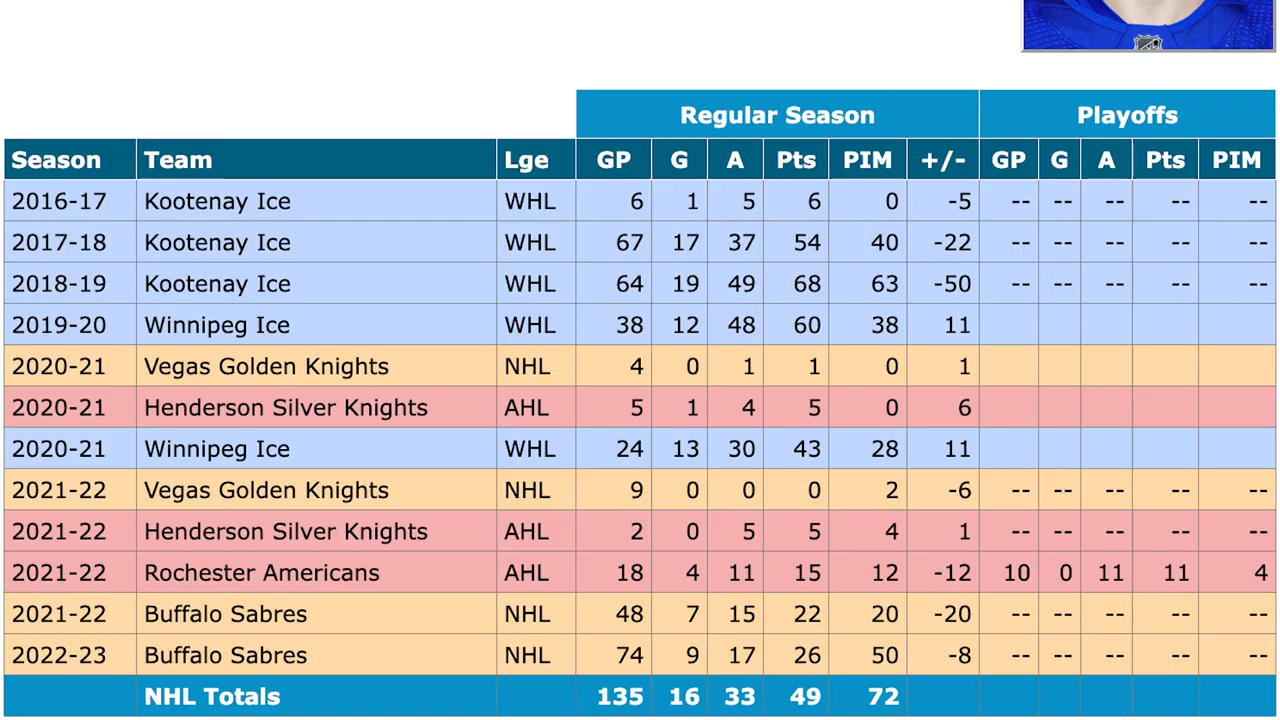 Regular Season Playoffs
Season Team Lge GP G A Pts PIM +/- GP G A Pts PIM
2016-17 Kootenay Ice WHL 6 1 5 6 0 -5 -- -- -- -- --
2017-18 Kootenay Ice WHL 67 17 37 54 40 -22 -- -- -- -- --
2018-19 Kootenay Ice WHL 64 19 49 68 63 -50 -- -- -- -- --
2019-20 Winnipeg Ice WHL 38 12 48 60 38 11
2020-21 Vegas Golden Knights NHL 4 0 1 1 0 1
2020-21 Henderson Silver Knights AHL 5 1 4 5 0 6
2020-21 Winnipeg Ice WHL 24 13 30 43 28 11
2021-22 Vegas Golden Knights NHL 9 0 0 0 2 -6 -- -- -- -- --
2021-22 Henderson Silver Knights AHL 2 0 5 5 4 1 -- -- -- -- --
2021-22 Rochester Americans AHL 18 4 11 15 12 -12 10 0 11 11 4
2021-22 Buffalo Sabres NHL 48 7 15 22 20 -20 -- -- -- -- --
2022-23 Buffalo Sabres NHL 74 9 17 26 50 -8 -- -- -- -- --
NHL Totals 135 16 33 49 72